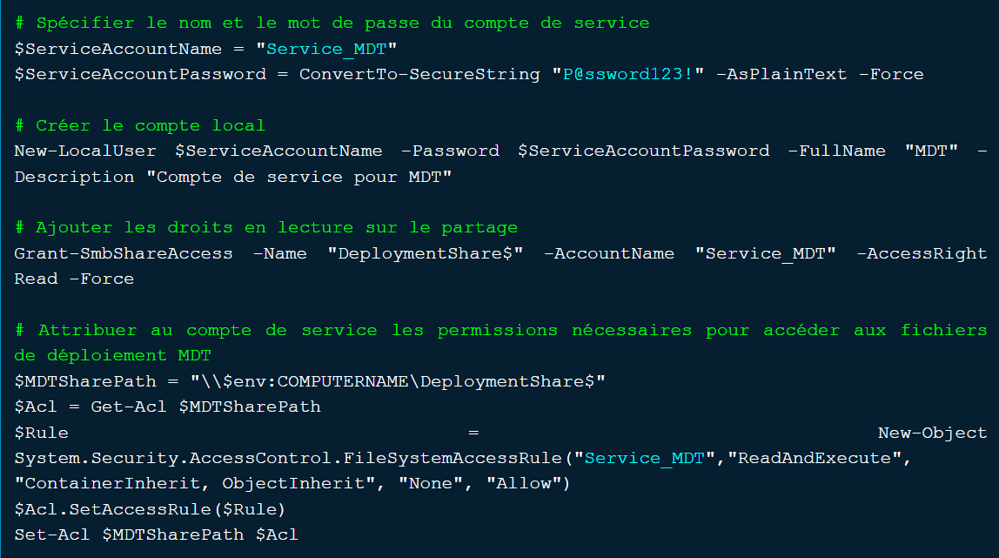 # Spécifier le nom et le mot de passe du compte de service
$ServiceAccountName = "Service_MDT"
$ServiceAccountPassword = ConvertTo-SecureString "P@ssword123!" -AsPlainText -Force
# Créer le compte local
New-LocalUser $ServiceAccountName -Password $ServiceAccountPassword -FullName "MDT" -
Description "Compte de service pour MDT"
# Ajouter les droits en lecture sur le partage
Grant-SmbShareAccess -Name "DeploymentShare$" -AccountName "Service_MDT" -AccessRight
Read -Force
# Attribuer au compte de service les permissions nécessaires pour accéder aux fichiers
de déploiement MDT
$MDTSharePath = "\\$env:COMPUTERNAME\DeploymentShare$"
$Acl = Get-Acl $MDTSharePath
$Rule = New-Object
System.Security.AccessControl.FileSystemAccessRule("Service_MDT","ReadAndExecute",
"ContainerInherit, ObjectInherit", "None", "Allow")
$Acl.SetAccessRule($Rule)
Set-Acl $MDTSharePath $Acl